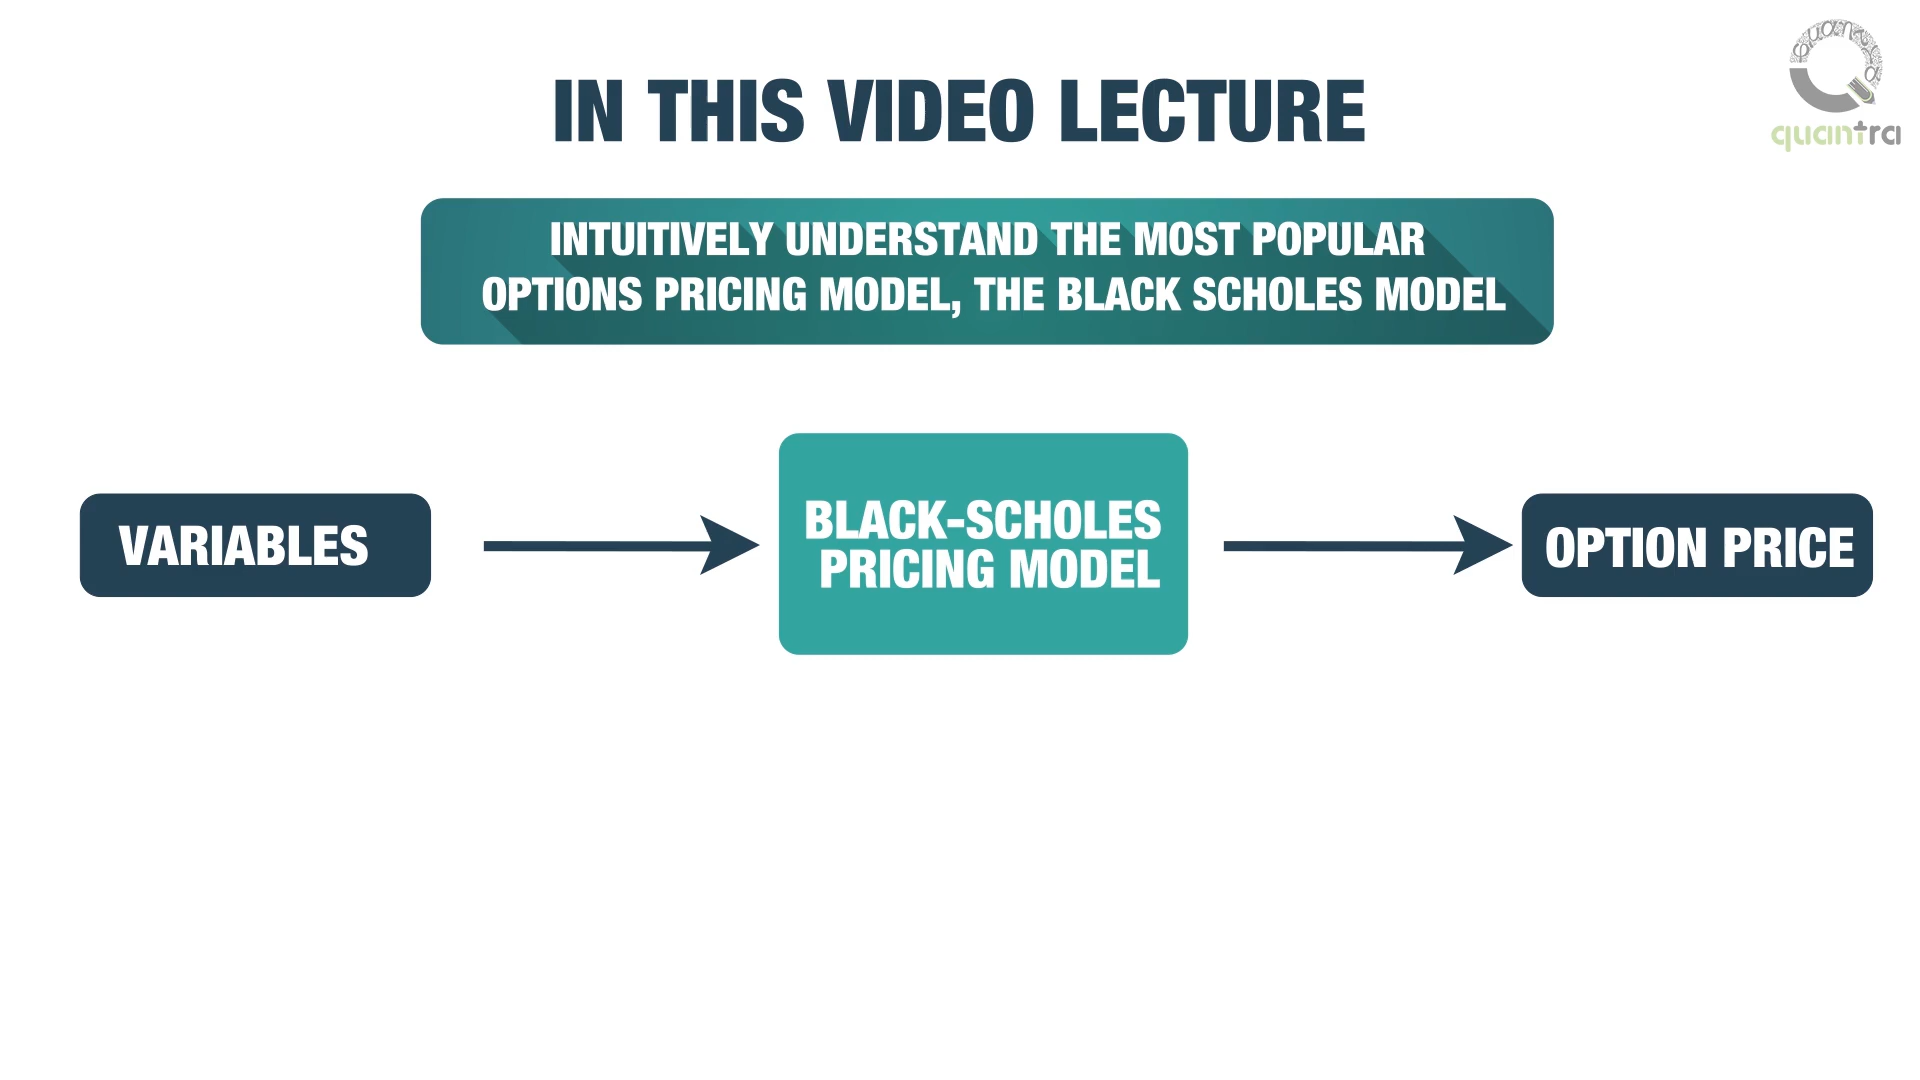 IN THIS VIDEO LECTURE
quantra
INTUITIVELY UNDERSTAND THE MOST POPULAR
OPTIONS PRICING MODEL, THE BLACK SCHOLES MODEL
VARIABLES
BLACK-SCHOLES
PRICING MODEL
OPTION PRICE